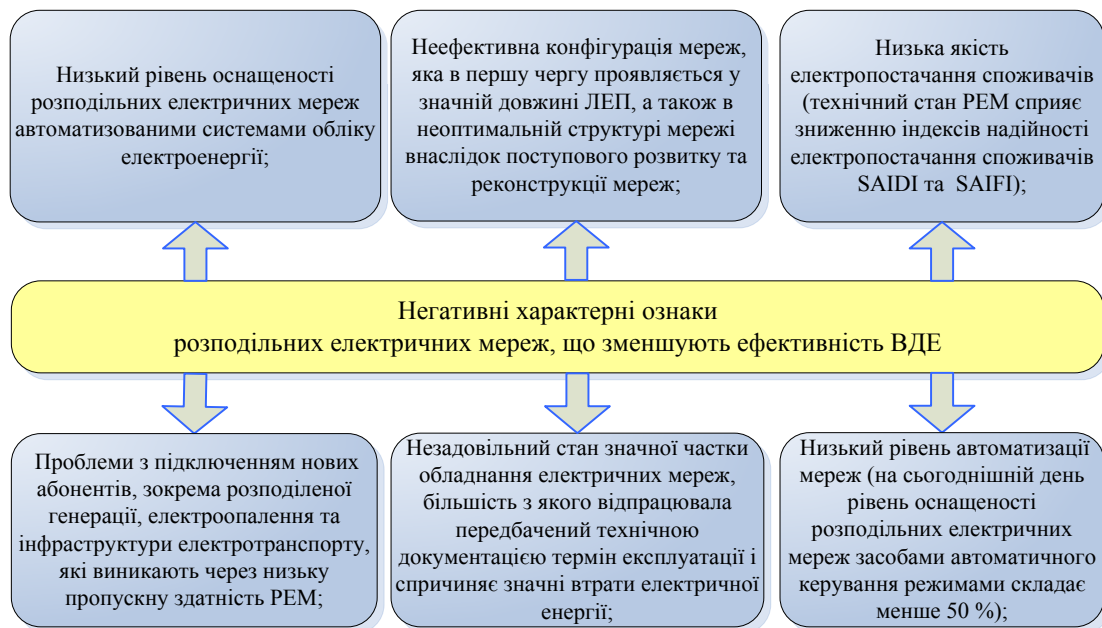 Низький рівень оснащеності
розподільних електричних мереж
автоматизованими системами обліку
електроенергії;
Неефективна конфігурація мереж,
яка в першу чергу проявляється у
значній довжині ЛЕП, а також в
неоптимальній структурі мережі
внаслідок поступового розвитку та
реконструкції мереж;
Низька якість
електропостачання споживачів
(технічний стан РЕМ сприяє
зниженню індексів надійності
електропостачання споживачів
SAIDI та SAIFI);
Негативні характерні ознаки
розподільних електричних мереж, що зменшують ефективність ВДЕ
Проблеми з підключенням нових
абонентів, зокрема розподіленої
генерації, електроопалення та
інфраструктури електротранспорту,
які виникають через низьку
пропускну здатність РЕМ;
Незадовільний стан значної частки
обладнання електричних мереж,
більшість з якого відпрацювала
передбачений технічною
документацією термін експлуатації і
спричиняє значні втрати електричної
енергії;
Низький рівень автоматизації
мереж (на сьогоднішній день
рівень оснащеності
розподільних електричних
мереж засобами автоматичного
керування режимами складає
менше 50 %);